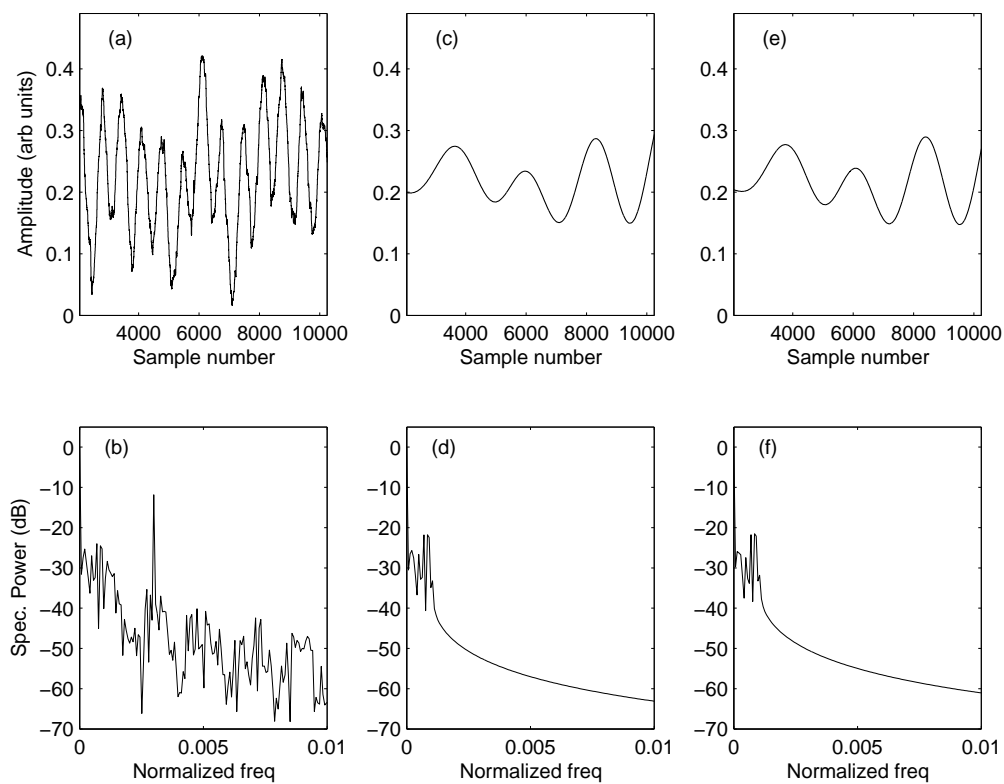 (a)
0.4
0.3
0.2
0.1
0
Amplitude (arb units)
4000 6000 8000 10000
Sample number
(c)
0.4
0.3
0.2
0.1
0
4000 6000 8000 10000
Sample number
(e)
0.4
0.3
0.2
0.1
0
4000 6000 8000 10000
Sample number
(b)
0
−10
−20
−30
−40
−50
−60
−70
Spec. Power (dB)
0 0.005 0.01
Normalized freq
(d)
0
−10
−20
−30
−40
−50
−60
−70
0 0.005 0.01
Normalized freq
(f)
0
−10
−20
−30
−40
−50
−60
−70
0 0.005 0.01
Normalized freq